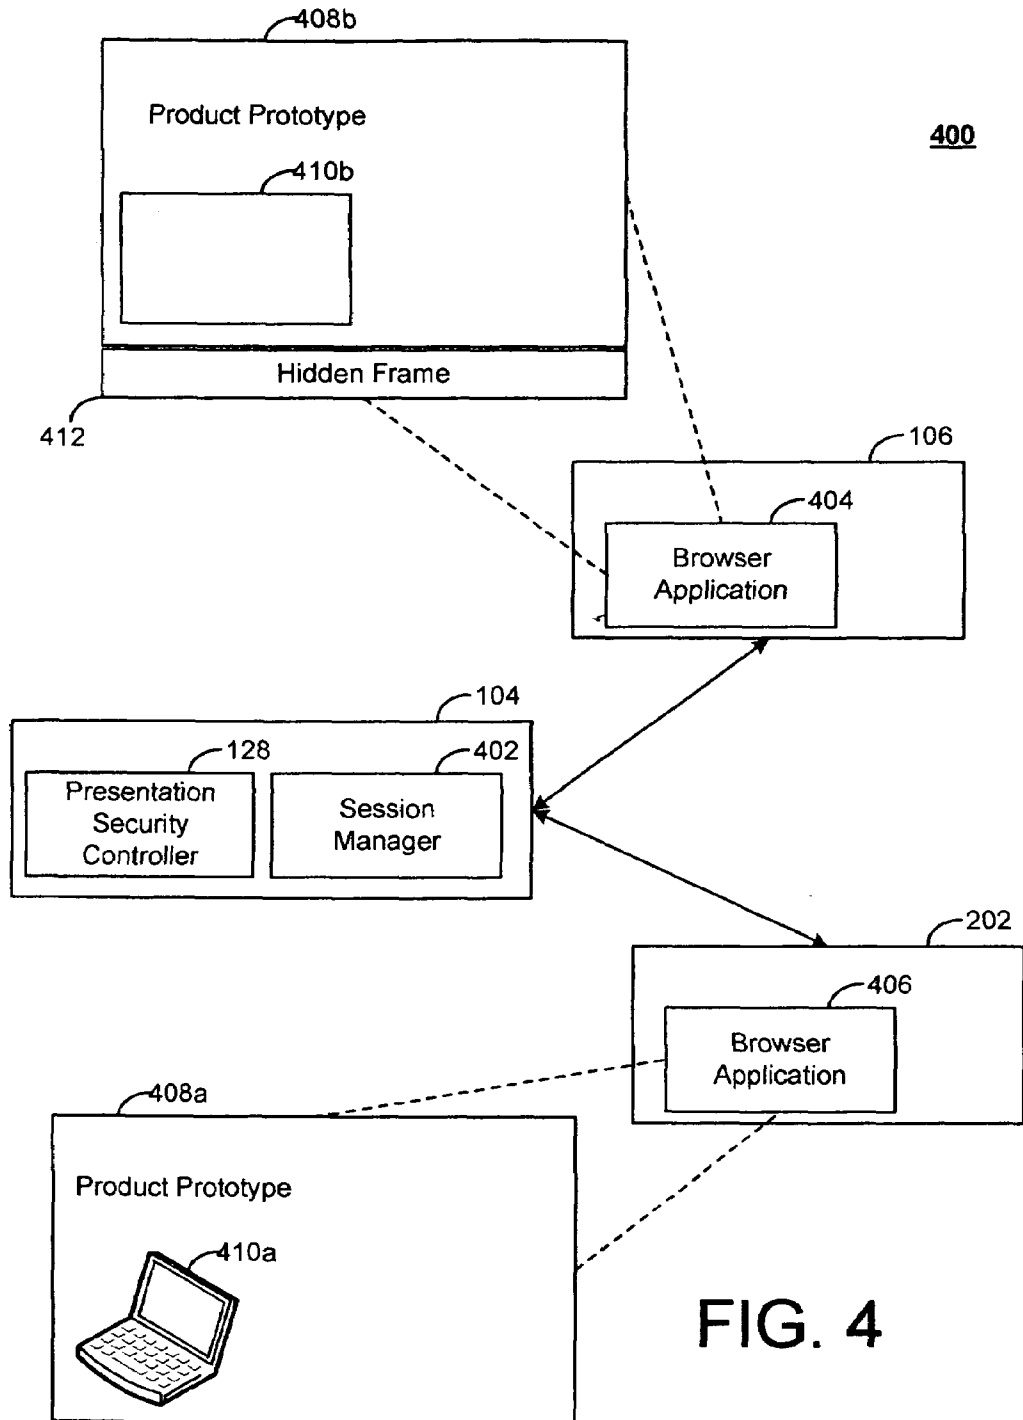 408b
Product Prototype
400
410b
Hidden Frame
412
106
404
Browser
Application
104
128
402
Presentation
Security
Controller
Session
Manager
202
406
Browser
Application
408a
Product Prototype
410a
FIG. 4